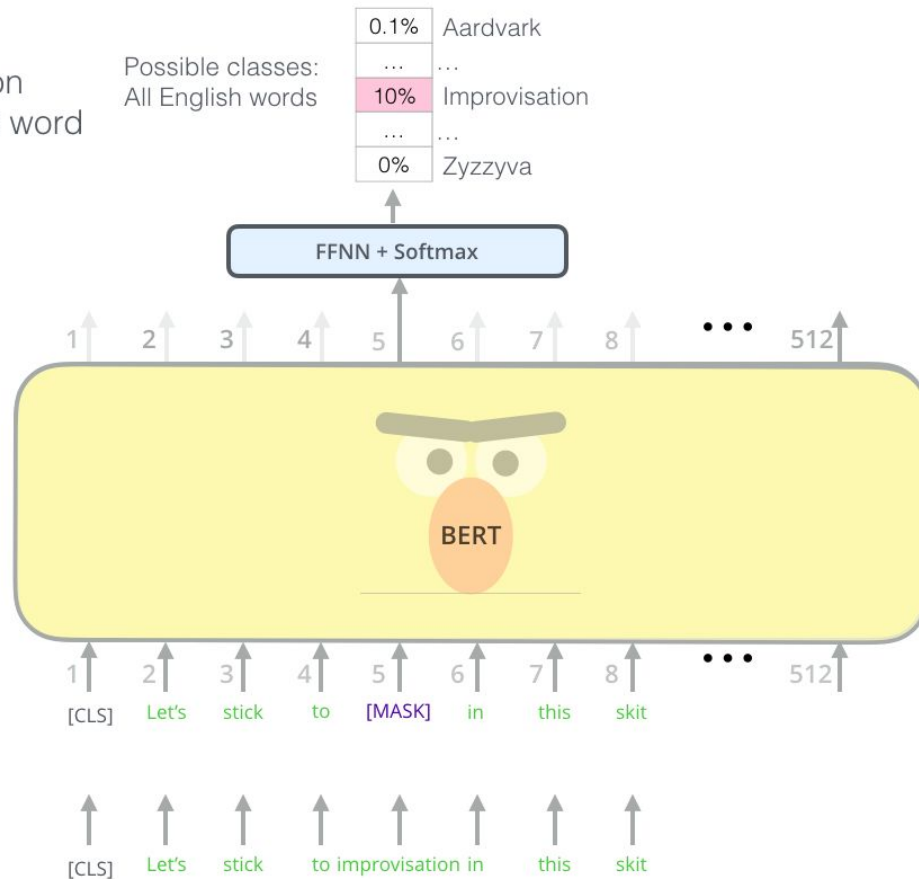 0.1% Aardvark
on Possible classes: ... ...
word All English words 10% Improvisation
... ...
0% Zyzzyva
FFNN + Softmax
1 2 3 4 5 6 7 8 ... 512
BERT
1 2 3 4 5 6 7 8 ... 512
[CLS] Let's stick to [MASK] in this skit
[CLS] Let's stick to improvisation in this skit